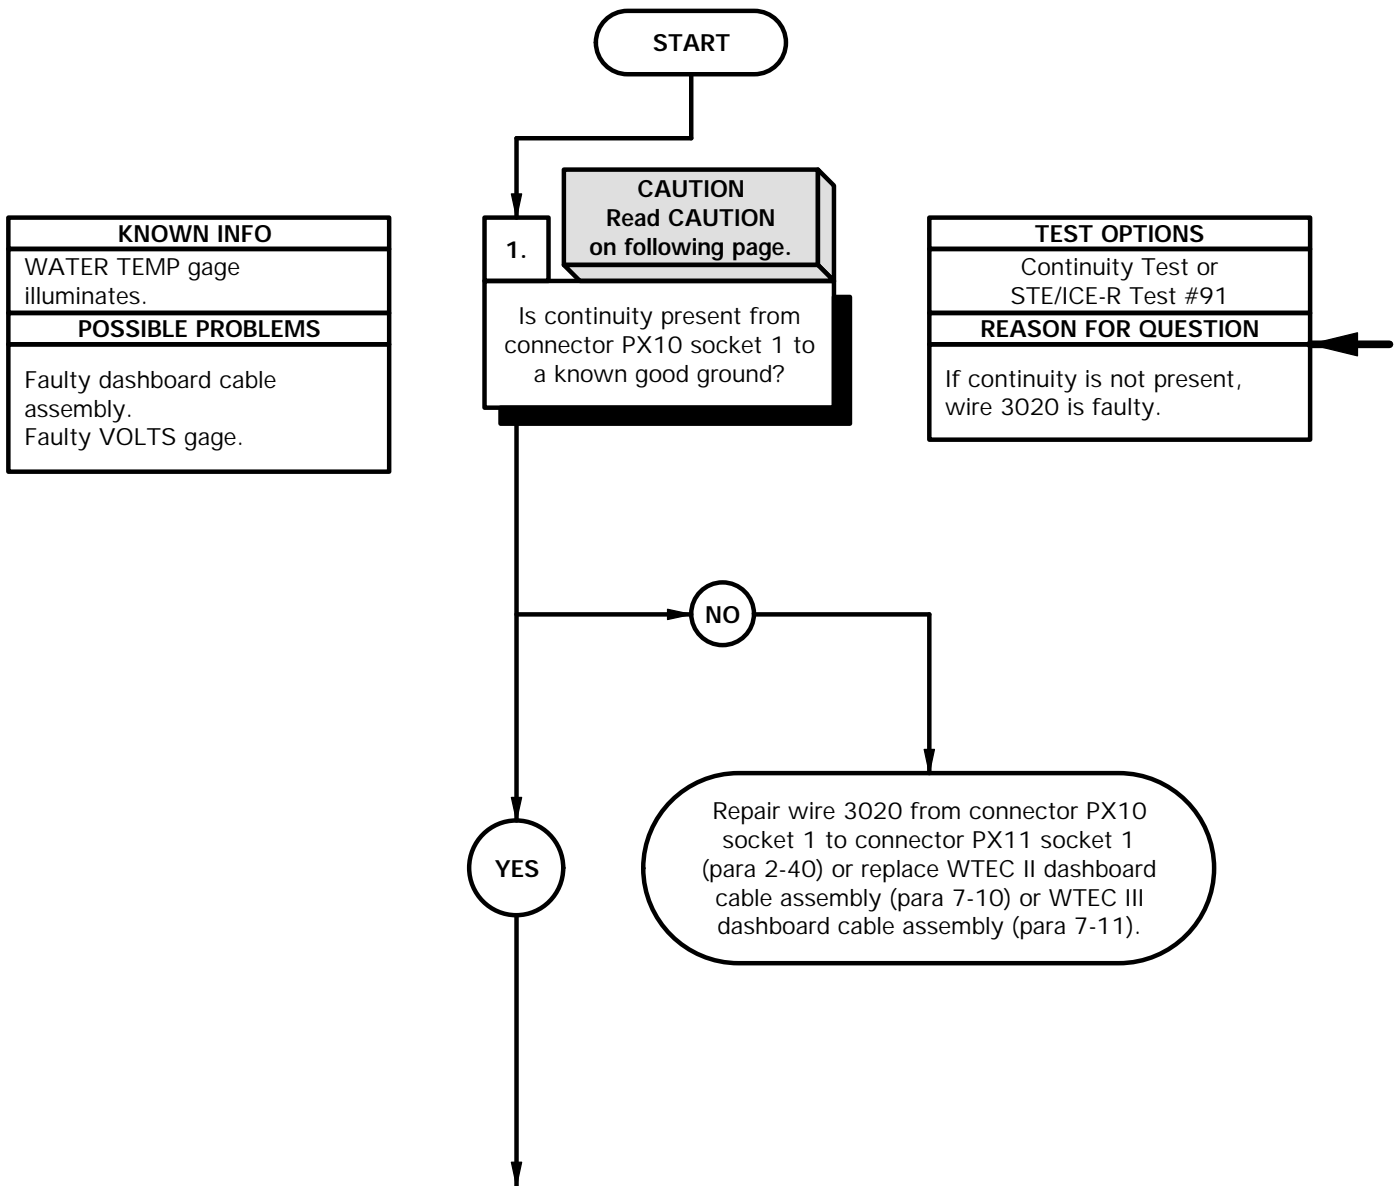 START
CAUTION
Read CAUTION
on following page.
KNOWN INFO
WATER TEMP gage
illuminates.
POSSIBLE PROBLEMS
Faulty dashboard cable
assembly.
Faulty VOLTS gage.
1.
Is continuity present from
connector PX10 socket 1 to
a known good ground?
TEST OPTIONS
Continuity Test or
STE/ICE-R Test #91
REASON FOR QUESTION
If continuity is not present,
wire 3020 is faulty.
NO
YES
Repair wire 3020 from connector PX10
socket 1 to connector PX11 socket 1
(para 2-40) or replace WTEC II dashboard
cable assembly (para 7-10) or WTEC III
dashboard cable assembly (para 7-11).